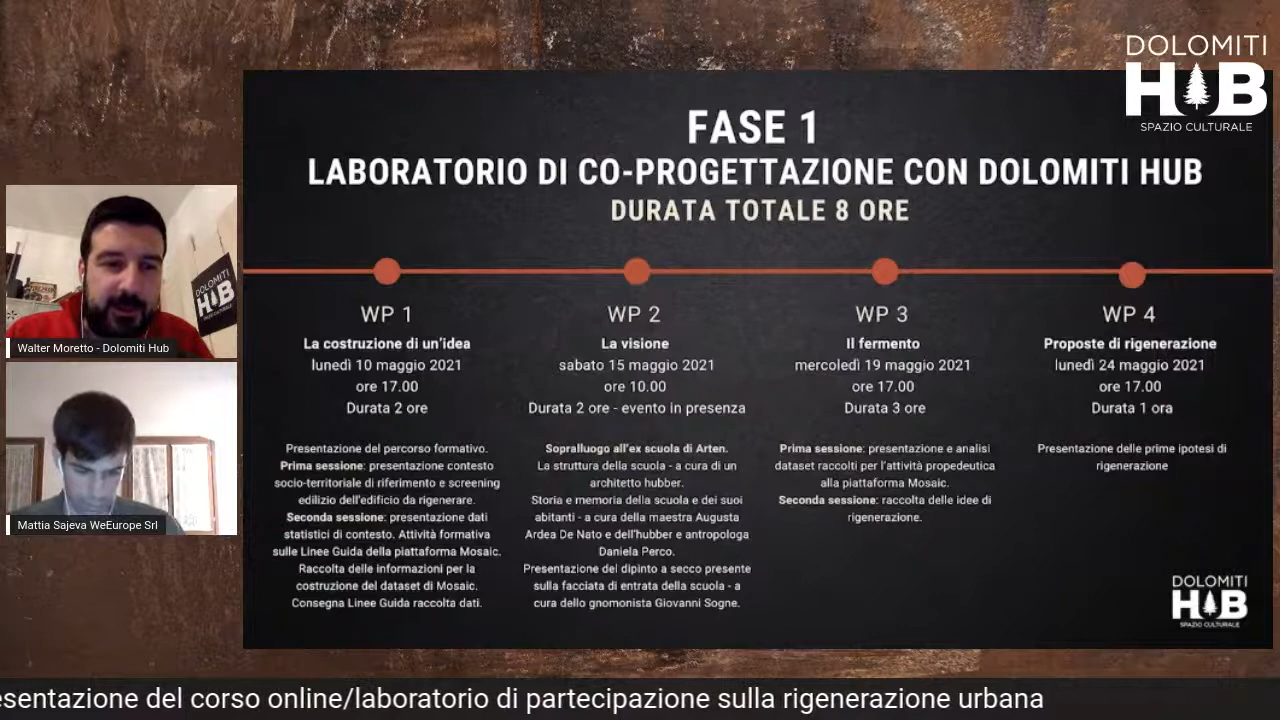 DOLOMITI
HUB
SPAZIO CULTURALE
FASE 1
LABORATORIO DI CO-PROGETTAZIONE CON DOLOMITI HUB
DURATA TOTALE 8 ORE
WP 1
La costruzione di un'idea
lunedì 10 maggio 2021
ore 17.00
Durata 2 ore
Presentazione del percorso formativo.
Prima sessione: presentazione contesto
socio-territoriale di riferimento e screening
edilizio dell'edificio da rigenerare.
Seconda sessione: presentazione dati
statistici di contesto. Attività formativa
sulle Linee Guida della piattaforma Mosaic.
Raccolta delle informazioni per la
costruzione del dataset di Mosaic.
Consegna Linee Guida raccolta dati.
WP 2
La visione
sabato 15 maggio 2021
ore 10.00
Durata 2 ore - evento in presenza
Sopralluogo all'ex scuola di Arten.
La struttura della scuola - a cura di un
architetto hubber.
Storia e memoria della scuola e dei suoi
abitanti - a cura della maestra Augusta
Ardea De Nato e dell'hubber e antropologa
Daniela Perco.
Presentazione del dipinto a secco presente
sulla facciata di entrata della scuola - a
cura dello gnomonista Giovanni Sogne.
WP 3
Il fermento
mercoledì 19 maggio 2021
ore 17.00
Durata 3 ore
Prima sessione: presentazione e analisi
dataset raccolti per l'attività propedeutica
alla piattaforma Mosaic.
Seconda sessione: raccolta delle idee di
rigenerazione.
WP 4
Proposte di rigenerazione
lunedì 24 maggio 2021
ore 17.00
Durata 1 ora
Presentazione delle prime ipotesi di
rigenerazione
DOLOMITI
HUB
SPAZIO CULTURALE
DOLOMITI
HUB
Walter Moretto - Dolomiti Hub
Mattia Sajeva WeEurope Srl
esentazione del corso online/laboratorio di partecipazione sulla rigenerazione urbana